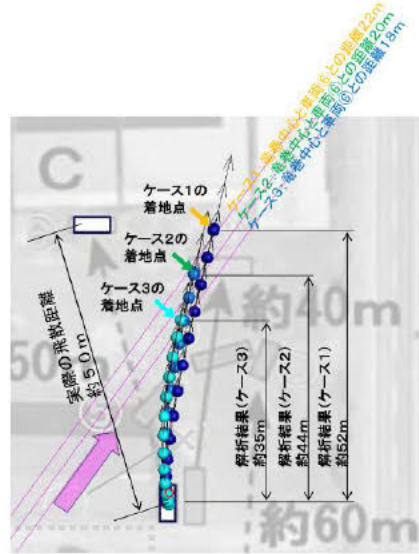 ケース1:竜巻中心と車両⑥との距離22m
ケース2:竜巻中心と車両⑥との距離20m
ケース3:竜巻中心と車両⑥との距離18m
C
ケース1の
着地点
ケース2の
着地点
ケース3の
着地点
実際の飛散距離
約50m
約40m
50m
解析結果(ケース3)
約35m
解析結果(ケース2)
約44m
解析結果(ケース1)
約52m
約60m